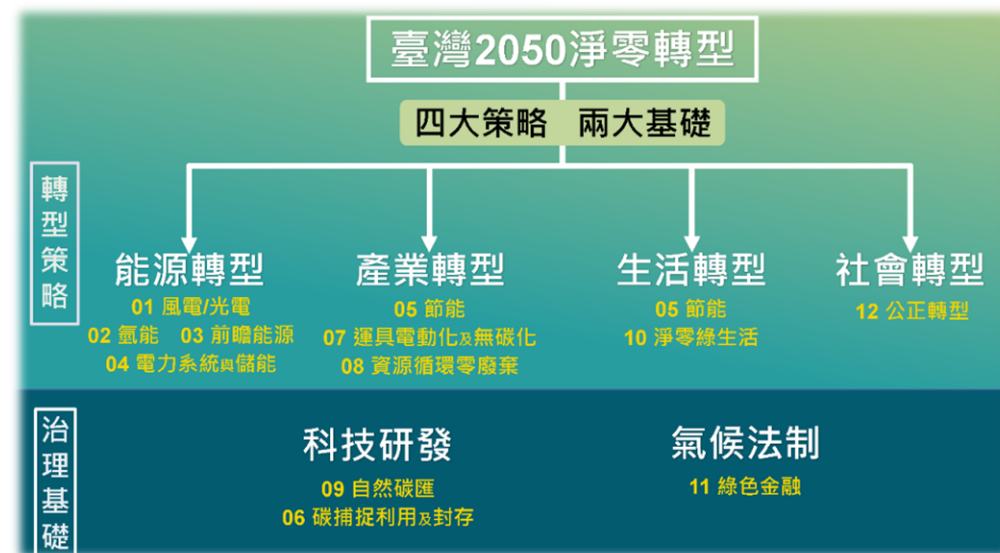 臺灣2050淨零轉型
四大策略 兩大基礎
轉型策略
能源轉型
01 風電/光電
02 氫能 03 前瞻能源
04 電力系統與儲能
產業轉型
05 節能
07 運具電動化及無碳化
08 資源循環零廢棄
生活轉型
05 節能
10 淨零綠生活
社會轉型
12 公正轉型
治理基礎
科技研發
09 自然碳匯
06 碳捕捉利用及封存
氣候法制
11 綠色金融